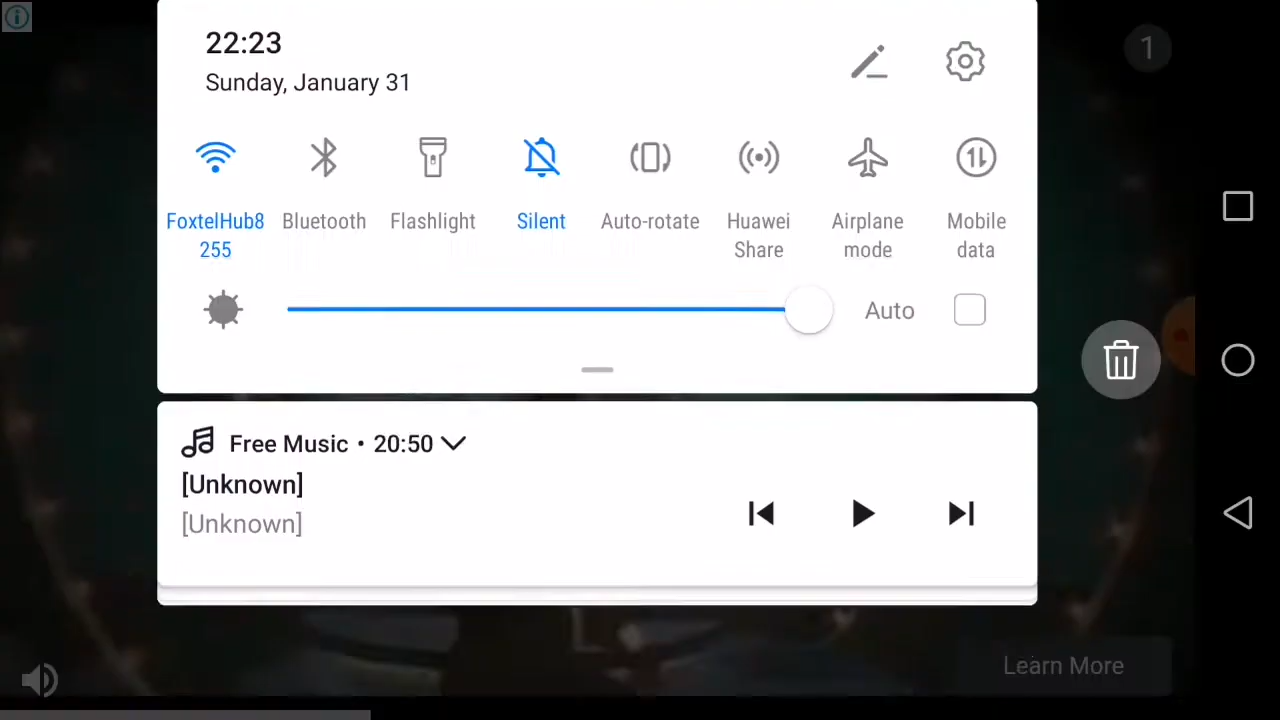 22:23
Sunday, January 31
1
FoxtelHub8
255
Bluetooth
Flashlight
Silent
Auto-rotate
Huawei
Share
Airplane
mode
Mobile
data
Auto
Free Music • 20:50
[Unknown]
[Unknown]
Learn More